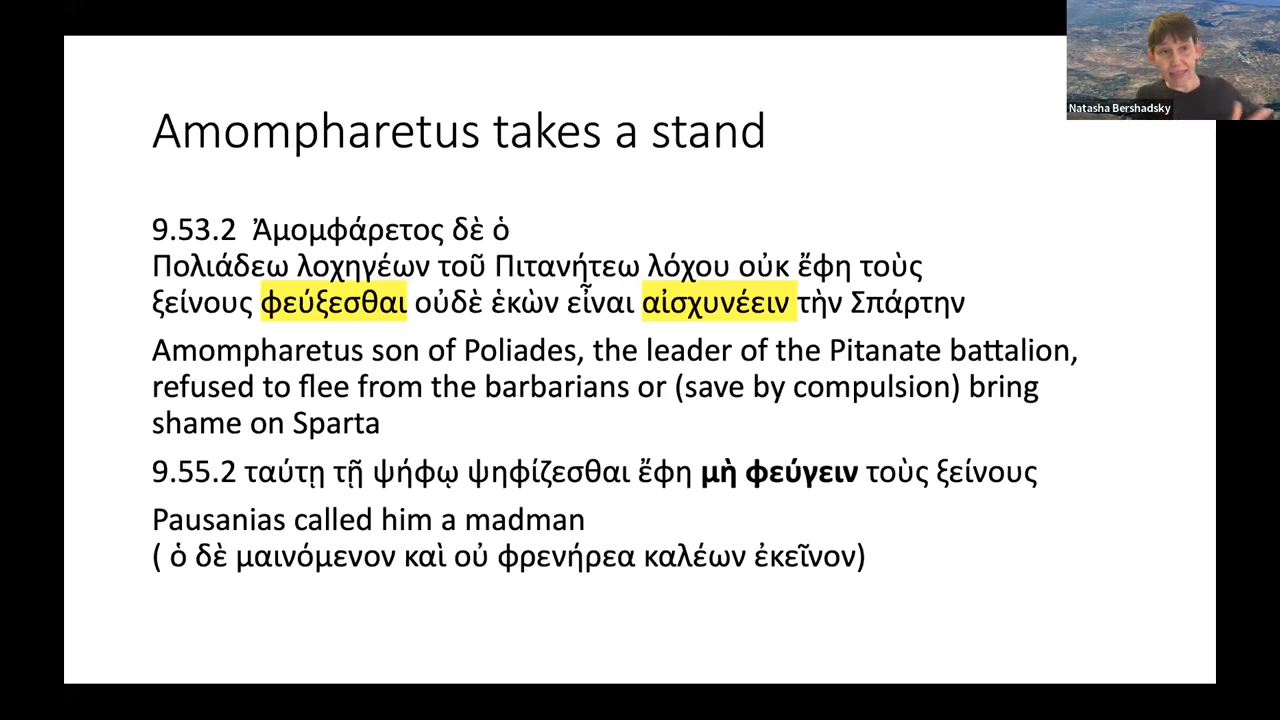 Natasha Bershadsky
Amompharetus takes a stand
9.53.2 Ἀμομφάρετος δὲ ὁ
Πολιάδεω λοχηγέων τοῦ Πιτανήτεω λόχου οὐκ ἔφη τοὺς
ξείνους φεύξεσθαι οὐδὲ ἑκὼν εἶναι αἰσχυνέειν τὴν Σπάρτην
Amompharetus son of Poliades, the leader of the Pitanate battalion,
refused to flee from the barbarians or (save by compulsion) bring
shame on Sparta
9.55.2 ταύτῃ τῇ ψήφῳ ψηφίζεσθαι ἔφη μὴ φεύγειν τοὺς ξείνους
Pausanias called him a madman
( ὁ δὲ μαινόμενον καὶ οὐ φρενήρεα καλέων ἐκεῖνον)